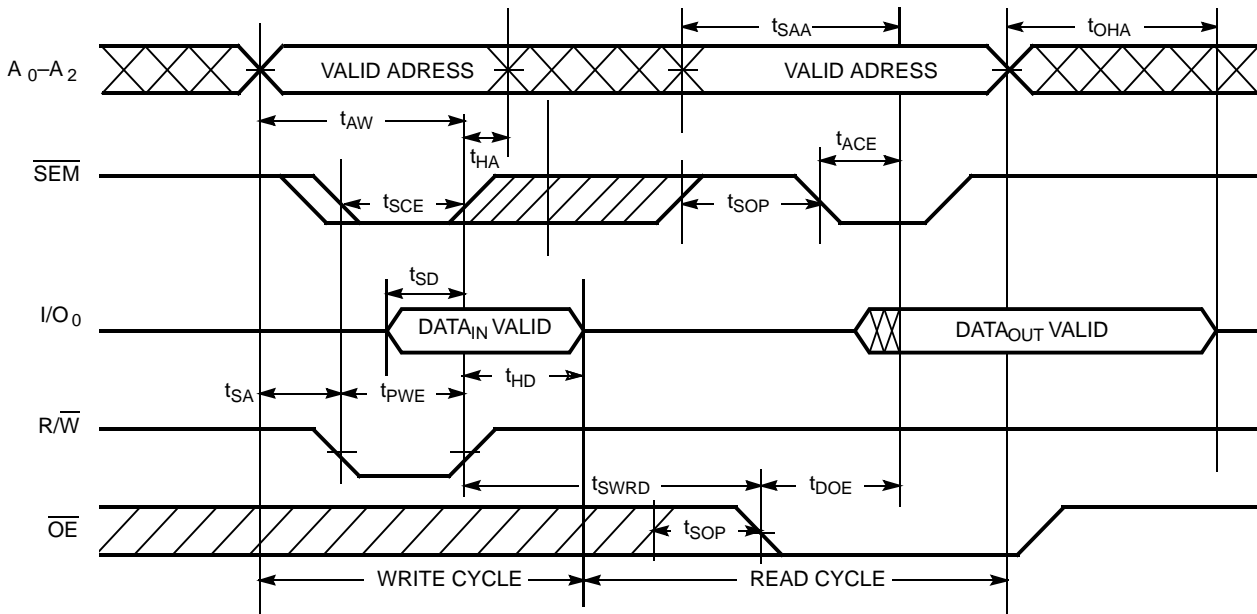 tSAA tOHA
A0–A2 VALID ADRESS VALID ADRESS
tAW tHA tACE
SEM tSCE tSOP
tSD
I/O0 DATAIN VALID DATAOUT VALID
tSA tPWE tHD
R/W
tSWRD tDOE
OE tSOP
WRITE CYCLE READ CYCLE